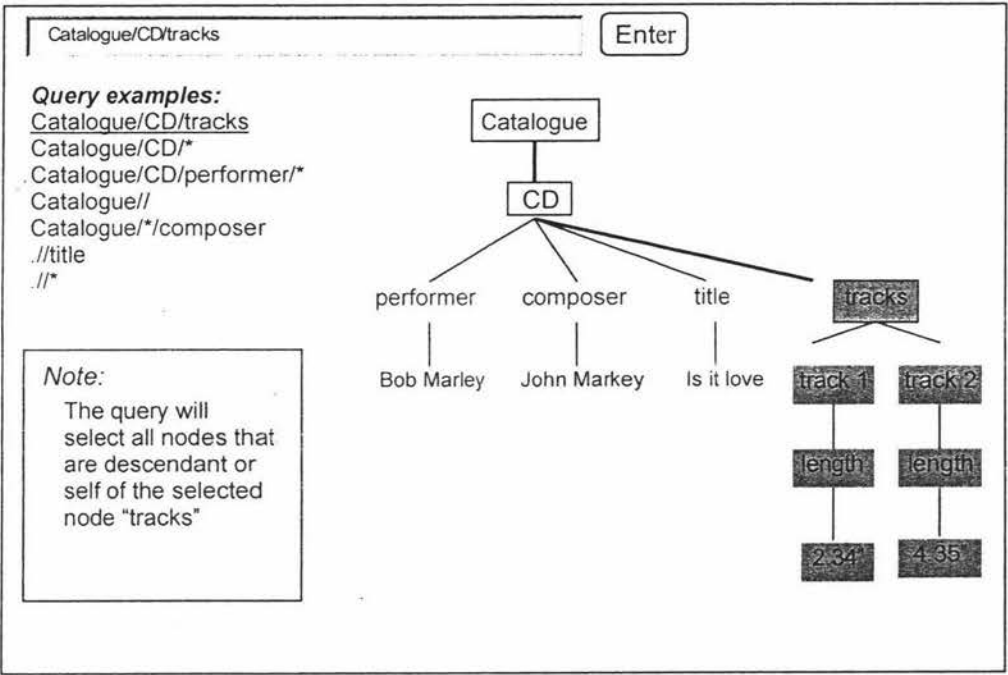 Catalogue/CD/tracks
Enter
Query examples:
Catalogue/CD/tracks
Catalogue/CD/*
Catalogue/CD/performer/*
Catalogue//
Catalogue/*/composer
.//title
.//*
Catalogue
CD
performer composer title tracks
Bob Marley John Markey Is it love track 1 track 2
length length
2.34" 4.35"
Note:
The query will
select all nodes that
are descendant or
self of the selected
node “tracks”